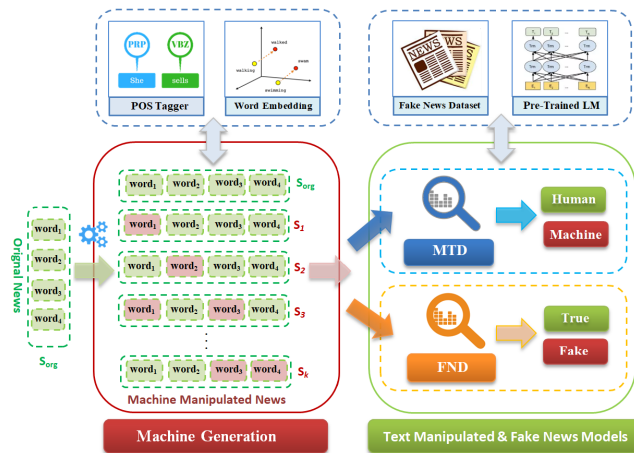 PRP
VBZ
She
sells
POS Tagger
walked
swam
walking
swimming
Word Embedding
NEWS
NEWS
Fake News Dataset
Pre-Trained LM
Orignal News
word1
word2
word3
word4
Sorg
word1 word2 word3 word4 Sorg
word1 word2 word3 word4 S1
word1 word2 word3 word4 S2
word1 word2 word3 word4 S3
⋮
word1 word2 word3 word4 Sk
Machine Manipulated News
Machine Generation
MTD
Human
Machine
FND
True
Fake
Text Manipulated & Fake News Models